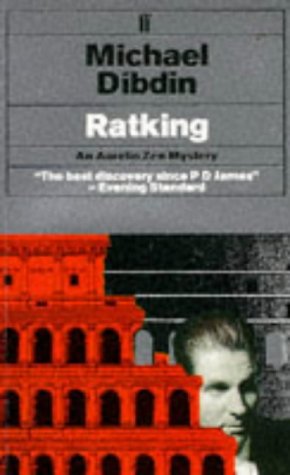 ff
Michael
Dibdin
Ratking
An Aurelio Zen Mystery
"The best discovery since P D James"
– Evening Standard